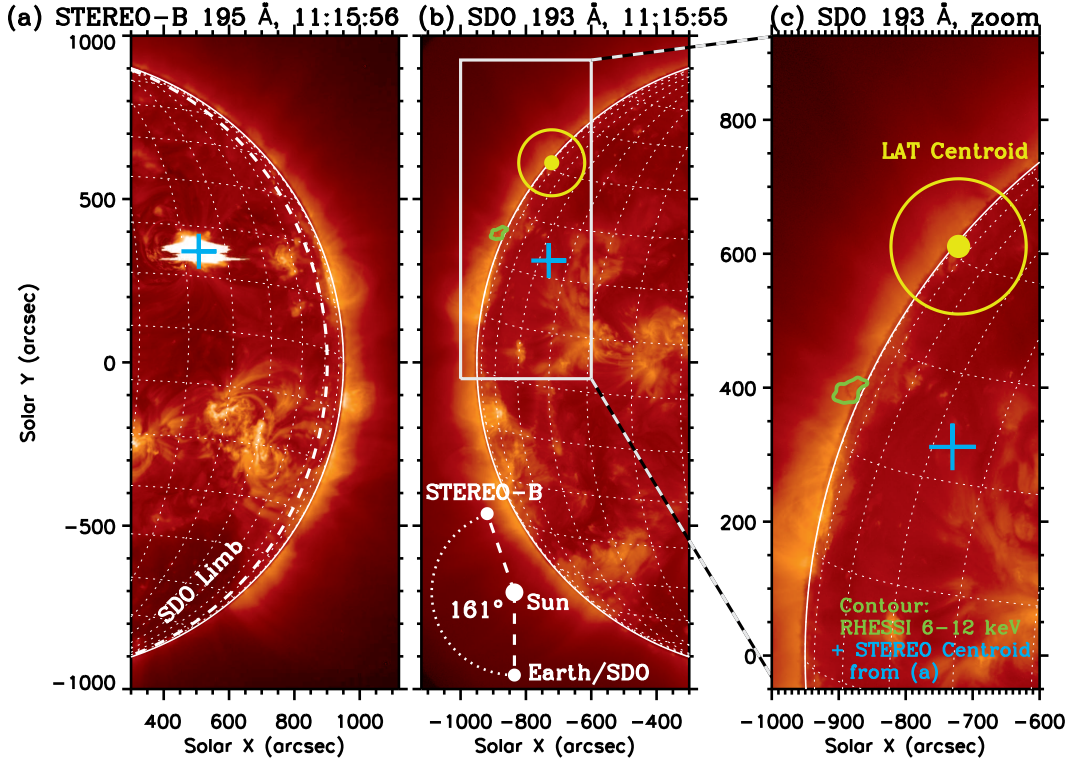 (a) STEREO-B 195 Å, 11:15:56
(b) SDO 193 Å, 11:15:55
(c) SDO 193 Å, zoom
1000
500
0
-500
-1000
Solar Y (arcsec)
400 600 800 1000
Solar X (arcsec)
SDO Limb
STEREO-B
161°
Sun
Earth/SDO
-1000 -800 -600 -400
Solar X (arcsec)
800
600
400
200
0
LAT Centroid
Contour:
RHESSI 6-12 keV
+ STEREO Centroid
from (a)
-1000 -900 -800 -700 -600
Solar X (arcsec)